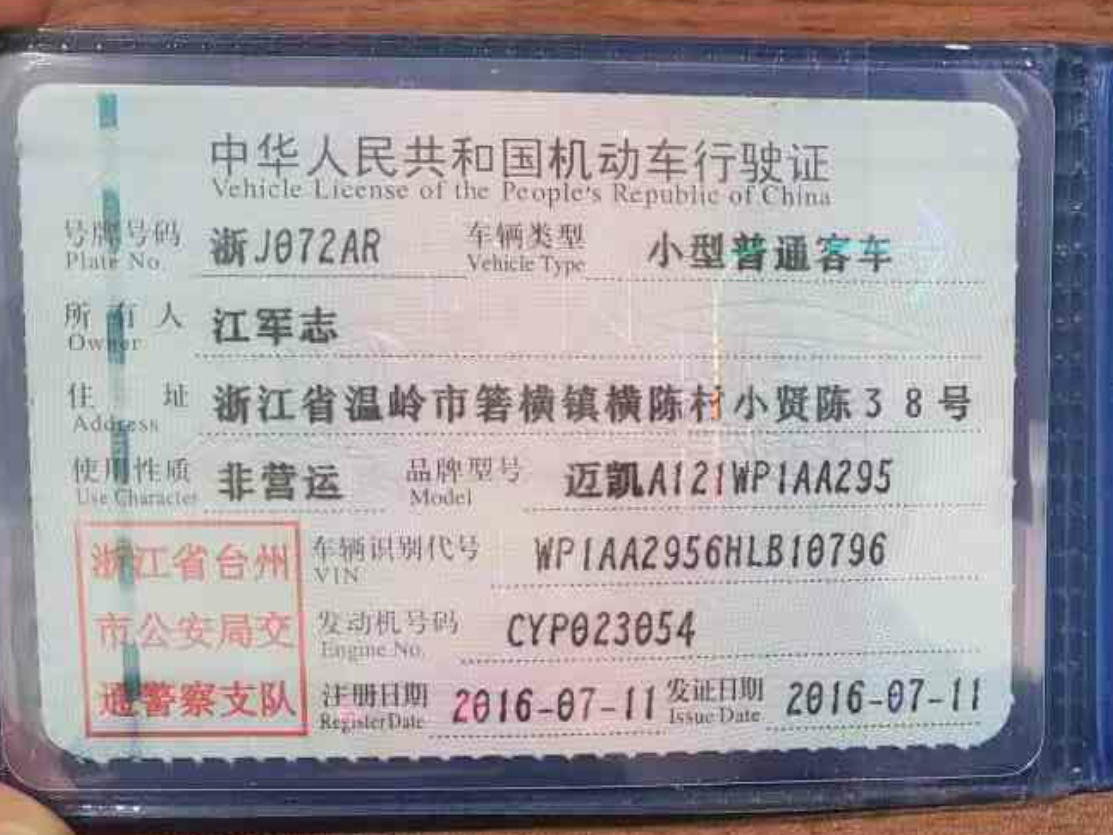 中华人民共和国机动车行驶证
Vehicle License of the People's Republic of China
号牌号码 浙J072AR 车辆类型 小型普通客车
Plate No. Vehicle Type
所有人 江军志
Owner
住址 浙江省温岭市箬横镇横陈村小贤陈38号
Address
使用性质 非营运 品牌型号 迈凯A121WP1AA295
Use Character Model
浙江省台州 车辆识别代号 WP1AA2956HLB10796
VIN
市公安局交 发动机号码 CYP023054
Engine No.
通警察支队 注册日期 2016-07-11 发证日期 2016-07-11
Register Date Issue Date